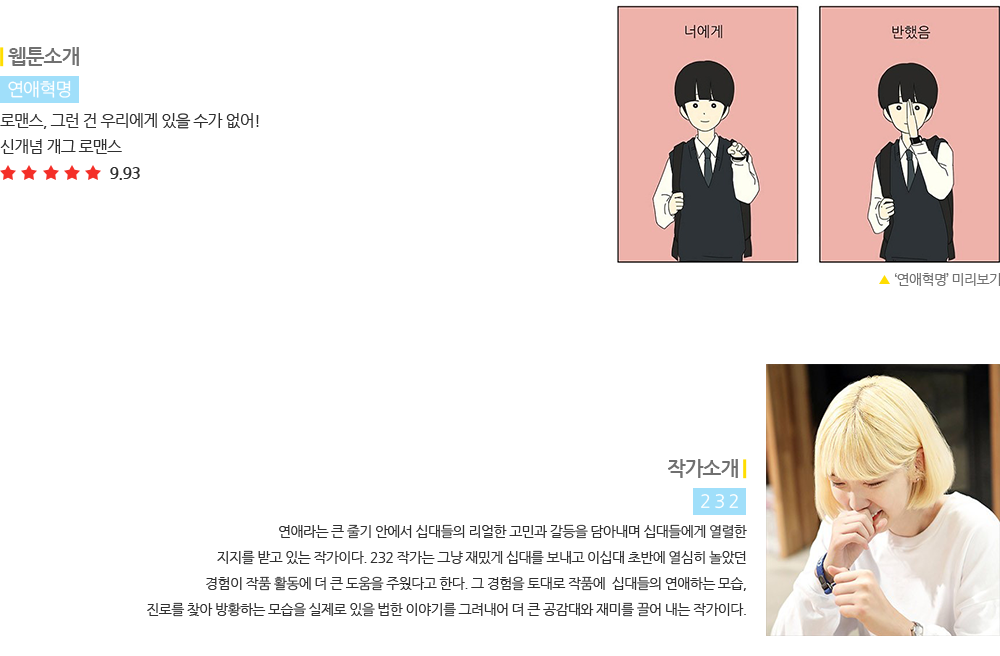 웹툰소개
연애혁명
로맨스, 그런 건 우리에게 있을 수가 없어!
신개념 개그 로맨스
★★★★★ 9.93
너에게
반했음
▲ ‘연애혁명’ 미리보기
작가소개
232
연애라는 큰 줄기 안에서 십대들의 리얼한 고민과 갈등을 담아내며 십대들에게 열렬한
지지를 받고 있는 작가이다. 232 작가는 그냥 재밌게 십대를 보내고 이십대 초반에 열심히 놀았던
경험이 작품 활동에 더 큰 도움을 주웠다고 한다. 그 경험을 토대로 작품에 십대들의 연애하는 모습,
진로를 찾아 방황하는 모습을 실제로 있을 법한 이야기를 그려내어 더 큰 공감대와 재미를 끌어 내는 작가이다.